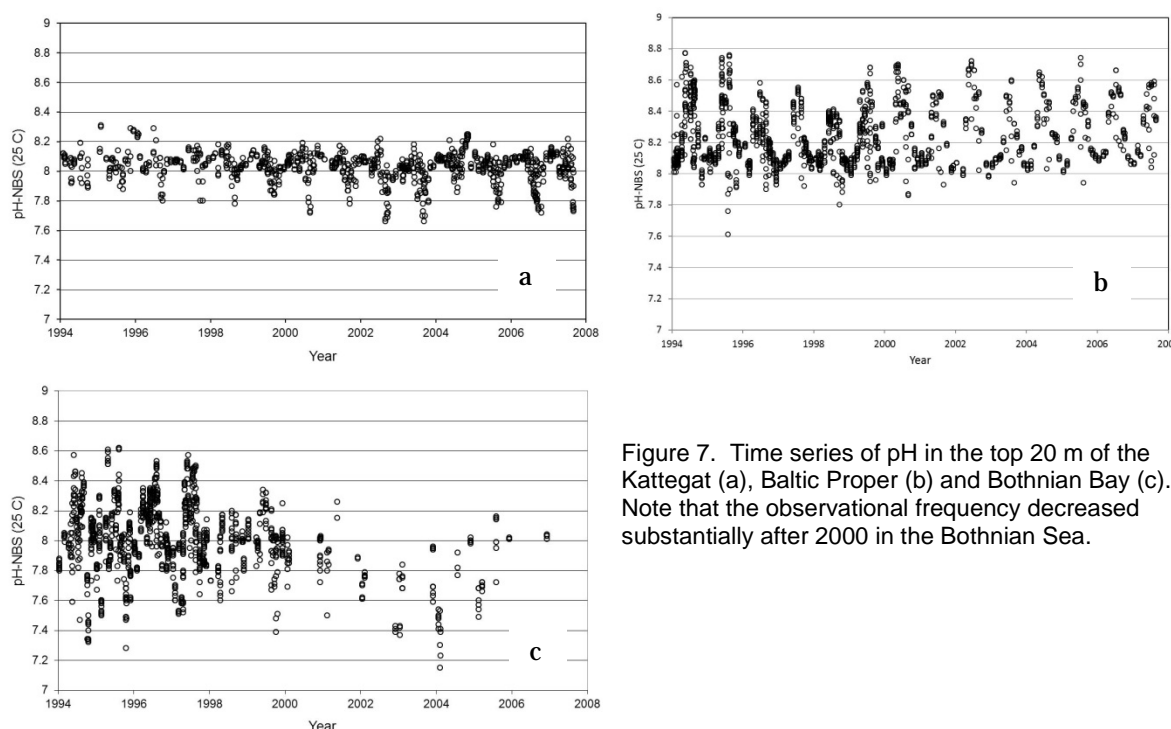 9
8.8
8.6
8.4
8.2
8
7.8
7.6
7.4
7.2
7
pH-NBS (25 C)
1994 1996 1998 2000 2002 2004 2006 2008
Year
a
9
8.8
8.6
8.4
8.2
8
7.8
7.6
7.4
7.2
7
pH-NBS (25 C)
1994 1996 1998 2000 2002 2004 2006 200
Year
b
9
8.8
8.6
8.4
8.2
8
7.8
7.6
7.4
7.2
7
pH-NBS (25 C)
1994 1996 1998 2000 2002 2004 2006 2008
Year
c
Figure 7. Time series of pH in the top 20 m of the
Kattegat (a), Baltic Proper (b) and Bothnian Bay (c).
Note that the observational frequency decreased
substantially after 2000 in the Bothnian Sea.